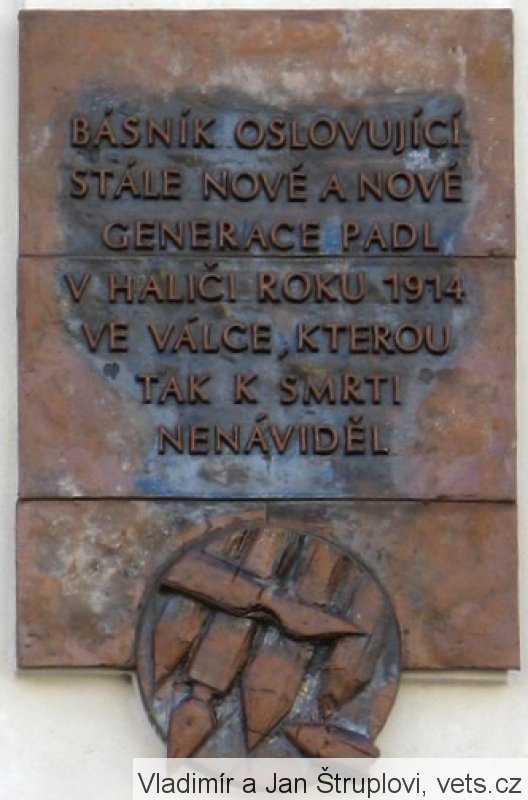 BÁSNÍK OSLOVUJÍCÍ
STÁLE NOVÉ A NOVÉ
GENERACE PADL
V HALIČI ROKU 1914
VE VÁLCE, KTEROU
TAK K SMRTI
NENÁVIDĚL
Vladimír a Jan Štruplovi, vets.cz